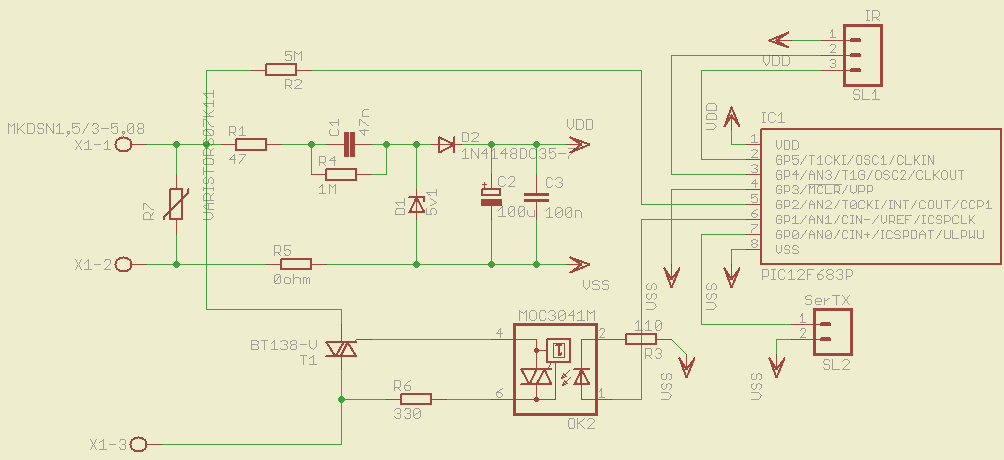 IR
1
2
3
VDD
SL1
5M
R2
MKDSN1,5/3-5,08
X1-1
VARISTORS07K11
R1
47
C1
47n
R4
1M
D2
1N4148DO35-7
VDD
VDD
IC1
1 VDD
2 GP5/T1CKI/OSC1/CLKIN
3 GP4/AN3/T1G/OSC2/CLKOUT
4 GP3/MCLR/VPP
5 GP2/AN2/T0CKI/INT/COUT/CCP1
6 GP1/AN1/CIN-/VREF/ICSPCLK
7 GP0/AN0/CIN+/ICSPDAT/ULPWU
8 VSS
PIC12F683P
R7
D1
5V1
C2
+
100u
C3
100n
X1-2
R5
0ohm
VSS
VSS
VSS
SerTX
1
2
SL2
MOC3041M
4
6
2
1
OK2
110
R3
VSS
VSS
BT138-V
T1
R6
330
X1-3